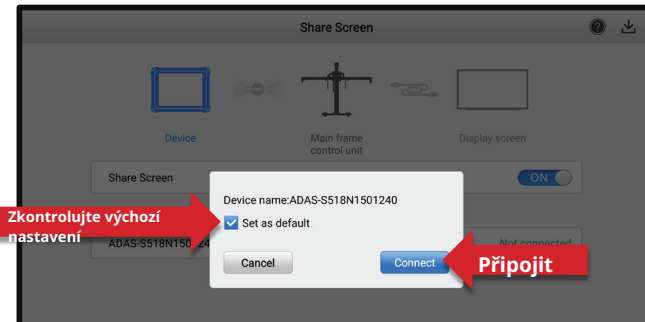 Share Screen
Device
Main frame
control unit
Display screen
Share Screen
ON
Device name:ADAS-S518N1501240
Zkontrolujte výchozí
nastavení
Set as default
Not connected
Cancel
Connect
Připojit